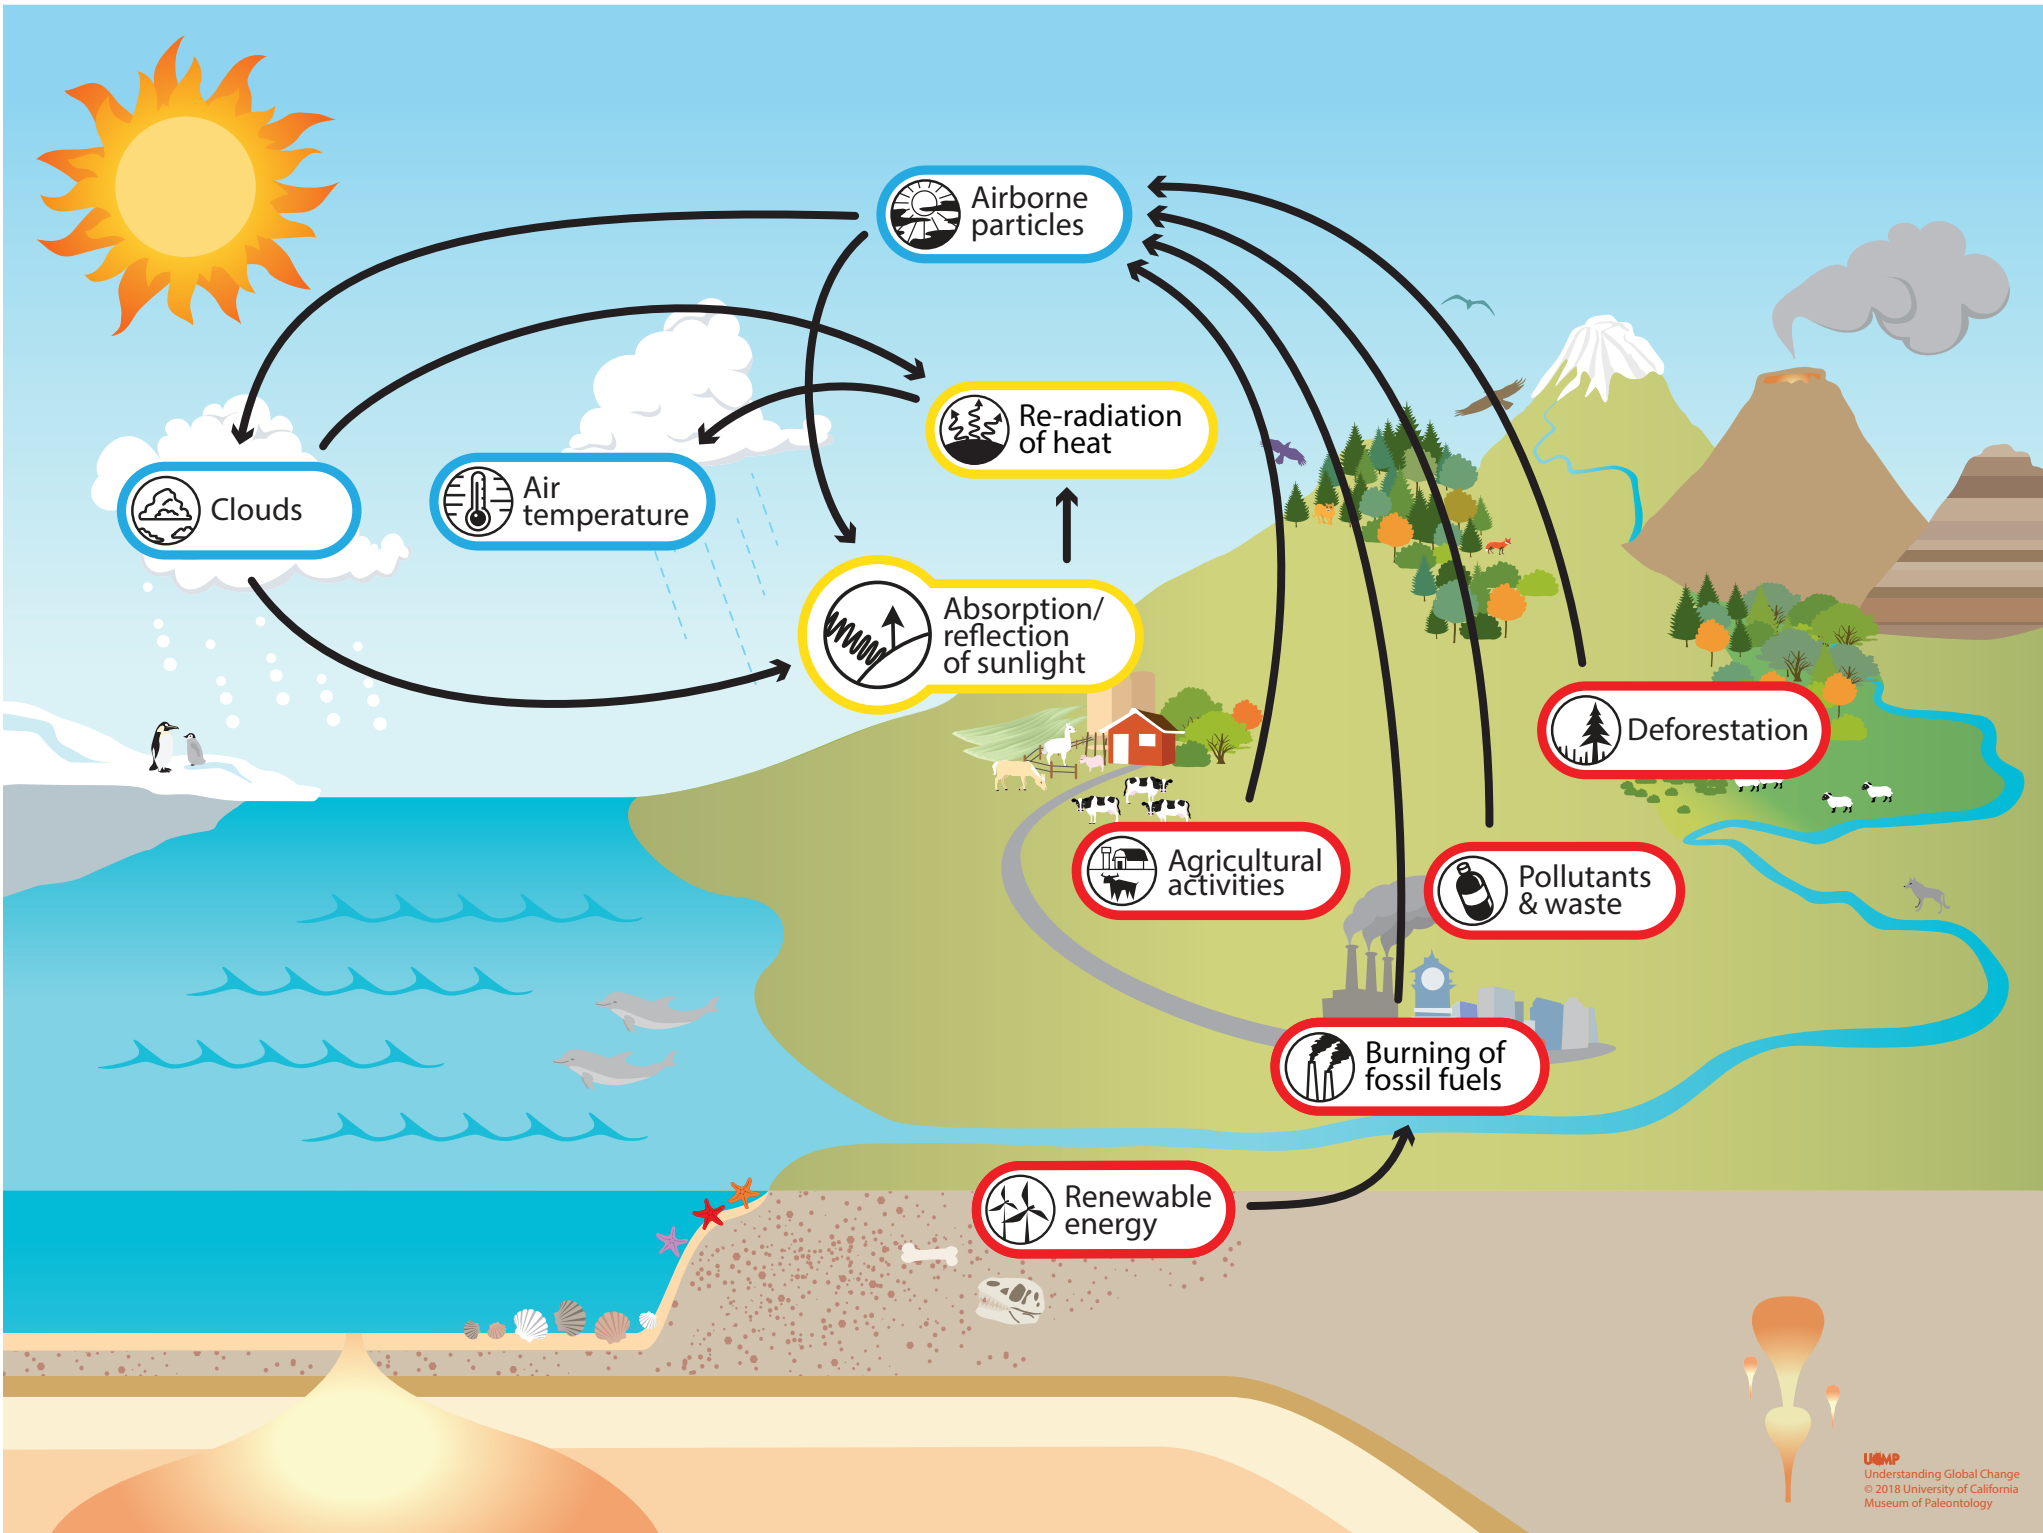 Airborne
particles
Re-radiation
of heat
Clouds
Air
temperature
Absorption/
reflection
of sunlight
Deforestation
Agricultural
activities
Pollutants
& waste
Burning of
fossil fuels
Renewable
energy
UCMP
Understanding Global Change
© 2018 University of California
Museum of Paleontology